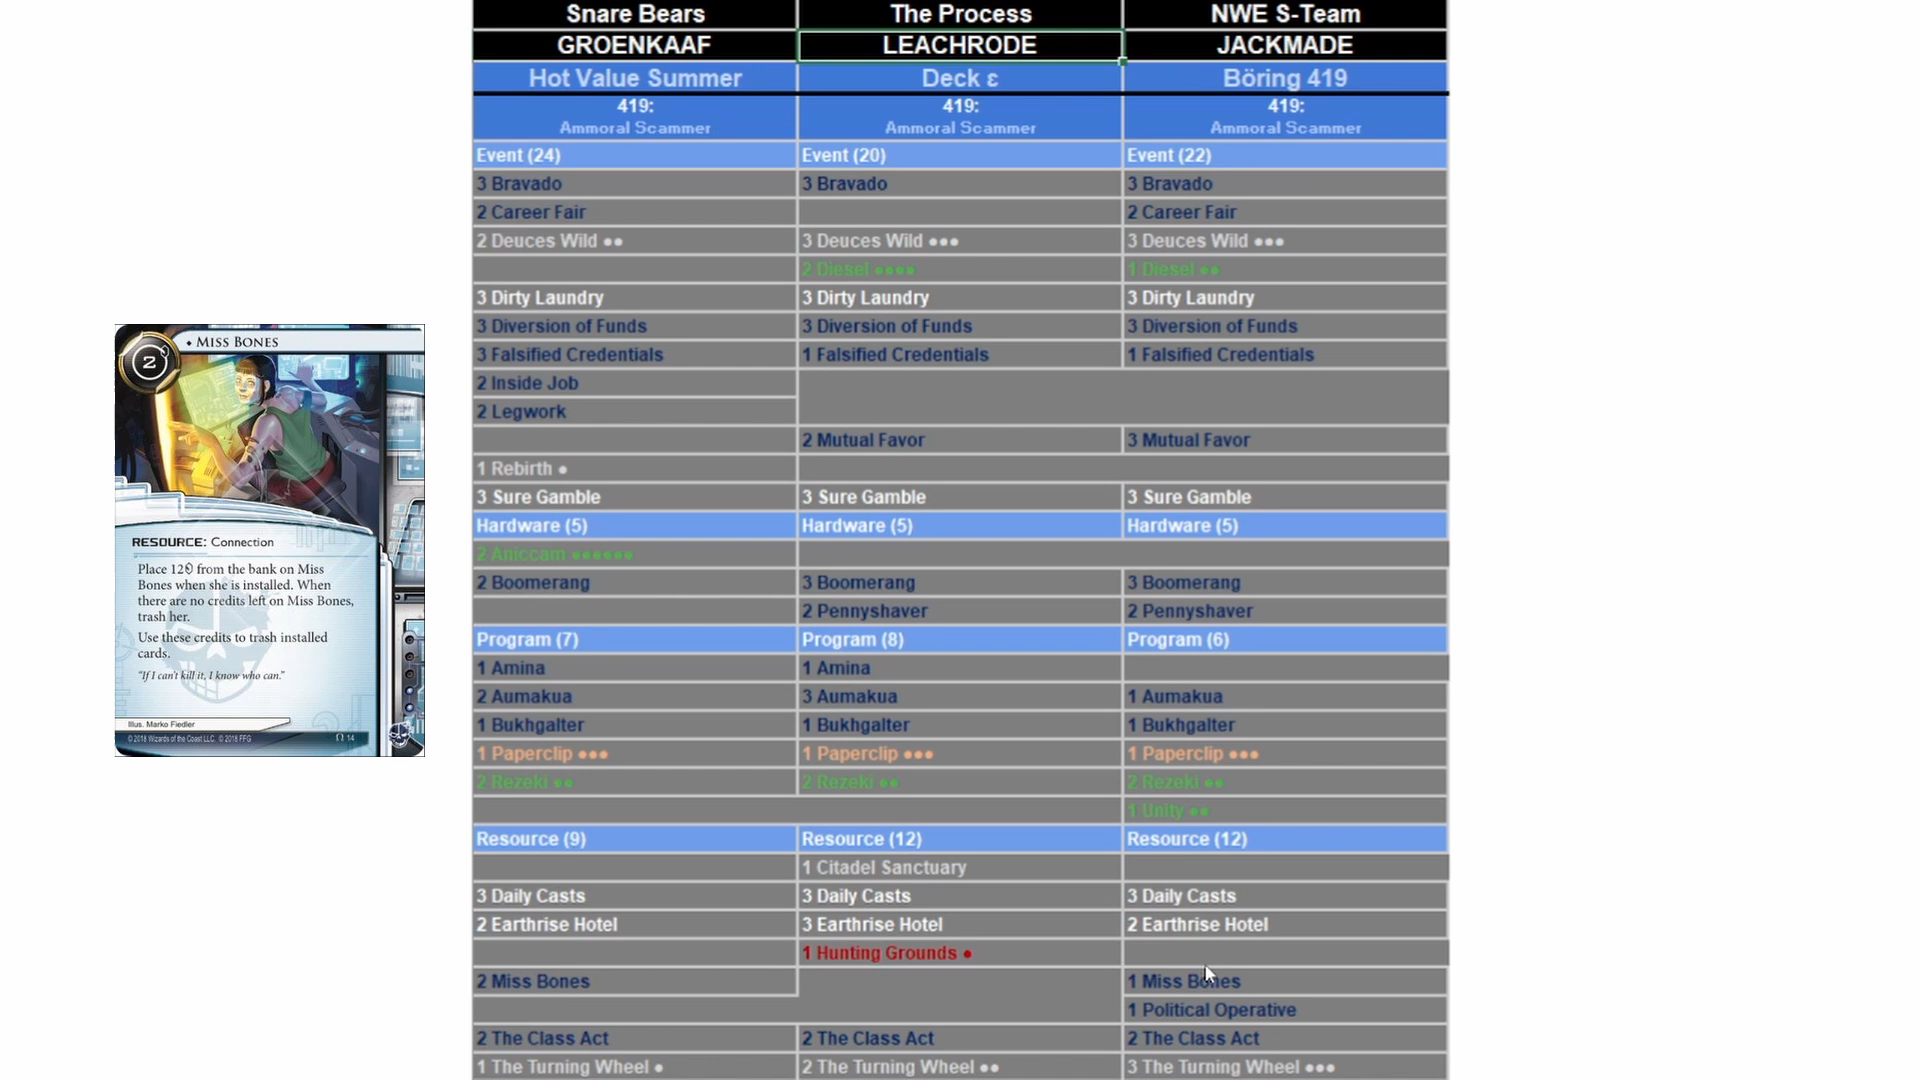 MISS BONES
2
RESOURCE: Connection
Place 12 from the bank on Miss
Bones when she is installed. When
there are no credits left on Miss Bones,
trash her.
Use these credits to trash installed
cards.
"If I can't kill it, I know who can."
Illus. Marko Fiedler
© 2018 Wizards of the Coast LLC. © 2018 FFG
14
Snare Bears
GROENKAAF
Hot Value Summer
419:
Ammoral Scammer
Event (24)
3 Bravado
2 Career Fair
2 Deuces Wild ●●
3 Dirty Laundry
3 Diversion of Funds
3 Falsified Credentials
2 Inside Job
2 Legwork
1 Rebirth ●
3 Sure Gamble
Hardware (5)
2 Aniccam ●●●●●●
2 Boomerang
Program (7)
1 Amina
2 Aumakua
1 Bukhgalter
1 Paperclip ●●●
2 Rezeki ●●
Resource (9)
3 Daily Casts
2 Earthrise Hotel
2 Miss Bones
2 The Class Act
1 The Turning Wheel ●
The Process
LEACHRODE
Deck ε
419:
Ammoral Scammer
Event (20)
3 Bravado
3 Deuces Wild ●●●
2 Diesel ●●●●
3 Dirty Laundry
3 Diversion of Funds
1 Falsified Credentials
2 Mutual Favor
3 Sure Gamble
Hardware (5)
3 Boomerang
2 Pennyshaver
Program (8)
1 Amina
3 Aumakua
1 Bukhgalter
1 Paperclip ●●●
2 Rezeki ●●
Resource (12)
1 Citadel Sanctuary
3 Daily Casts
3 Earthrise Hotel
1 Hunting Grounds ●
2 The Class Act
2 The Turning Wheel ●●
NWE S-Team
JACKMADE
Böring 419
419:
Ammoral Scammer
Event (22)
3 Bravado
2 Career Fair
3 Deuces Wild ●●●
1 Diesel ●●
3 Dirty Laundry
3 Diversion of Funds
1 Falsified Credentials
3 Mutual Favor
3 Sure Gamble
Hardware (5)
3 Boomerang
2 Pennyshaver
Program (6)
1 Aumakua
1 Bukhgalter
1 Paperclip ●●●
2 Rezeki ●●
1 Unity ●●
Resource (12)
3 Daily Casts
2 Earthrise Hotel
1 Miss Bones
1 Political Operative
2 The Class Act
3 The Turning Wheel ●●●